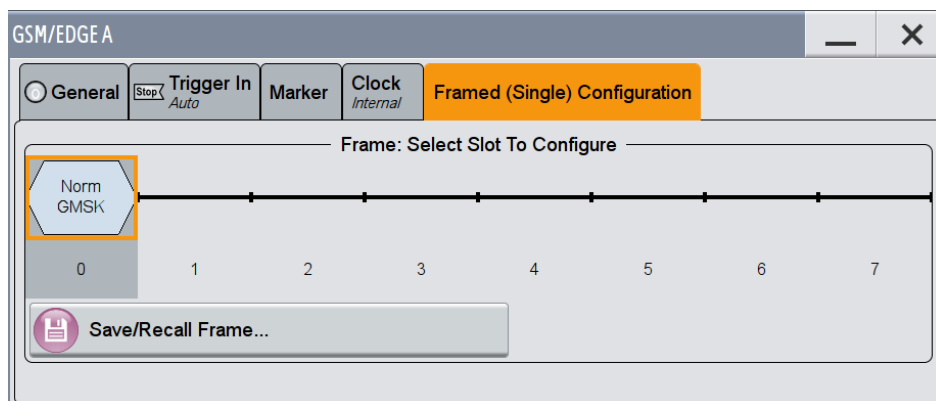 GSM/EDGE A
General
Stop
Trigger In
Auto
Marker
Clock
Internal
Framed (Single) Configuration
Frame: Select Slot To Configure
Norm
GMSK
0 1 2 3 4 5 6 7
Save/Recall Frame...